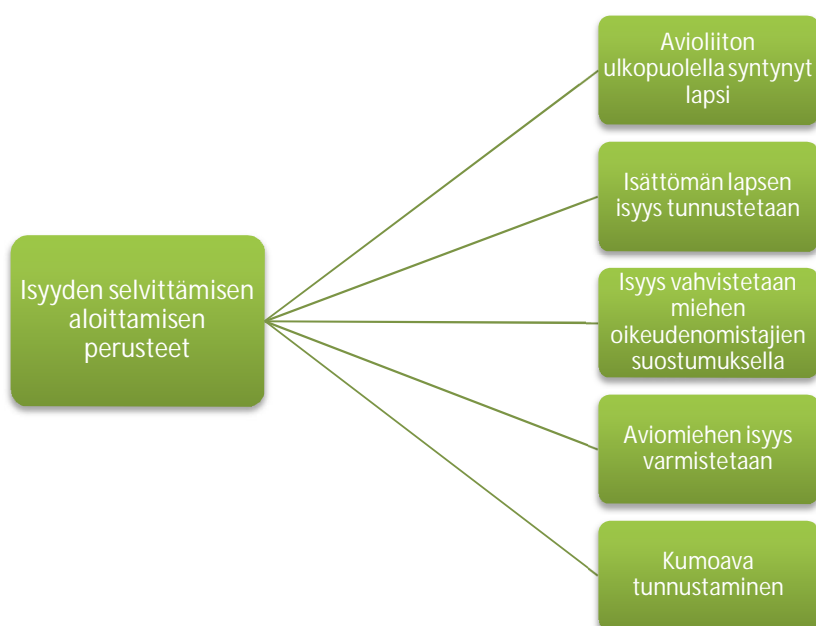 Avioliiton
ulkopuolella syntynyt
lapsi
Isättömän lapsen
isyys tunnustetaan
Isyyden selvittämisen
aloittamisen
perusteet
Isyys vahvistetaan
miehen
oikeudenomistajien
suostumuksella
Aviomiehen isyys
varmistetaan
Kumoava
tunnustaminen